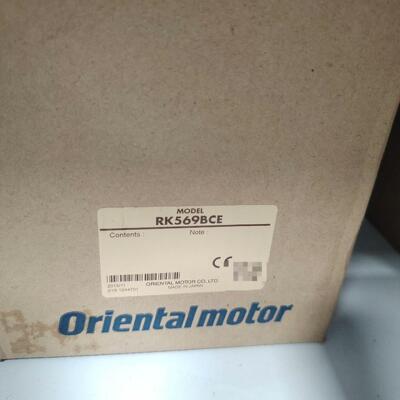 MODEL
RK569BCE
Contents : Note :
CE
ORIENTAL MOTOR CO.,LTD.
MADE IN JAPAN
Orientalmotor